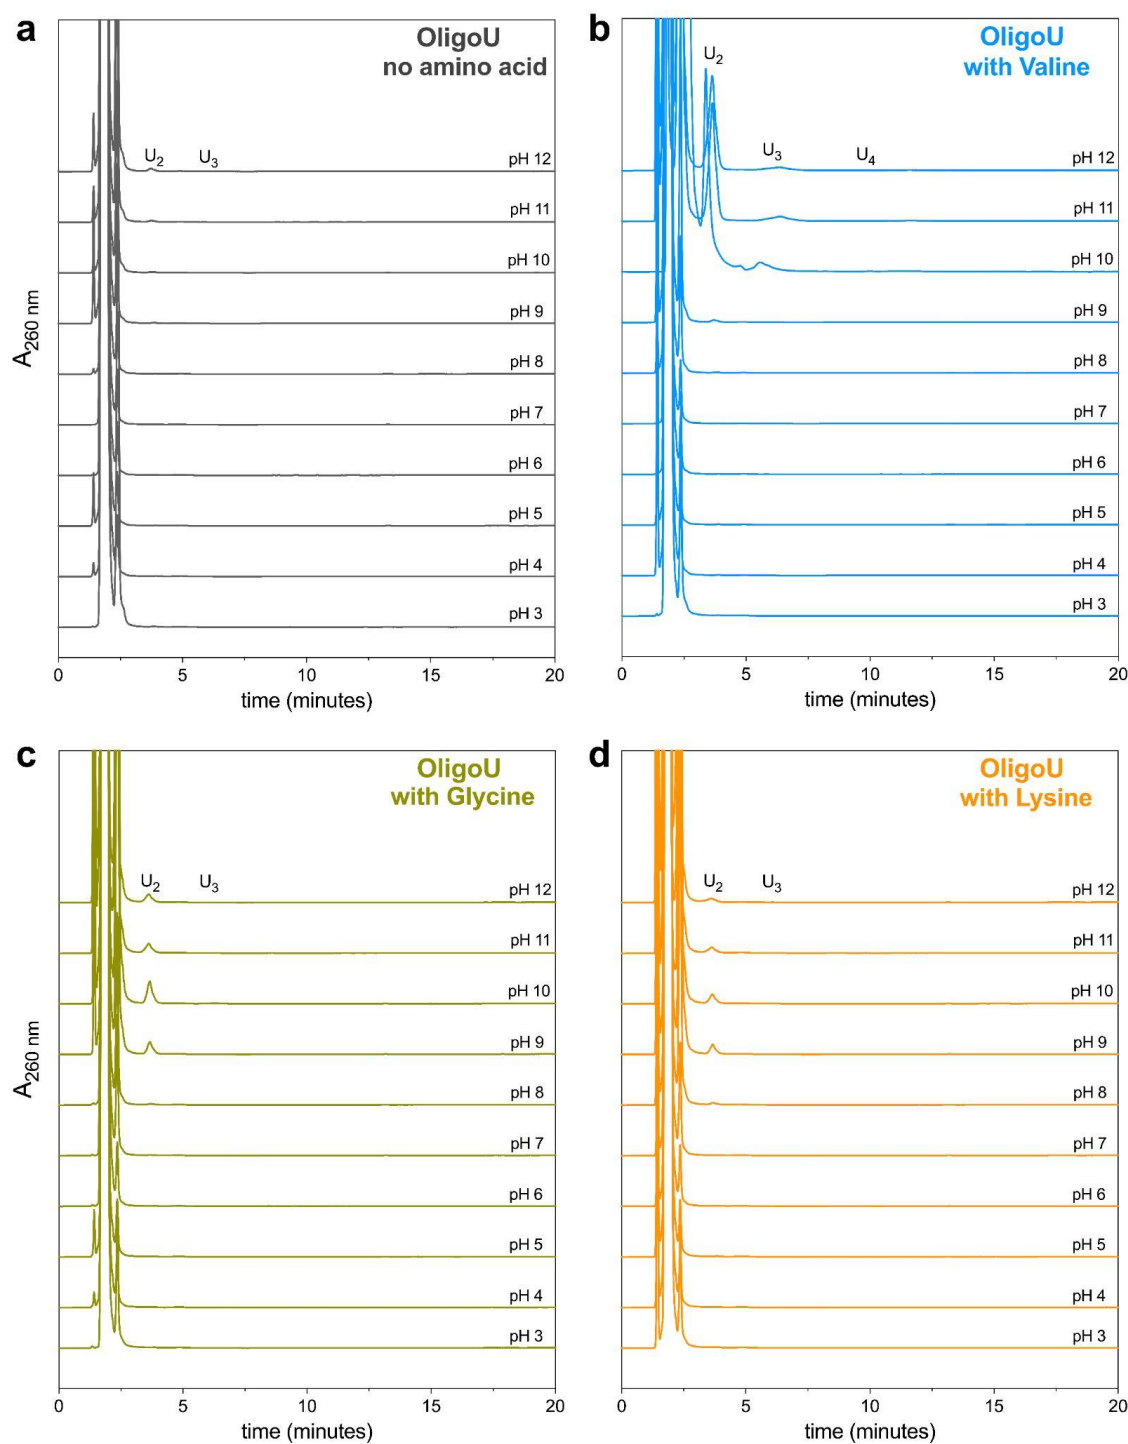 a
OligoU
no amino acid
U2 U3
pH 12
pH 11
pH 10
pH 9
pH 8
pH 7
pH 6
pH 5
pH 4
pH 3
A260 nm
0 5 10 15 20
time (minutes)
b
OligoU
with Valine
U2
U3 U4
pH 12
pH 11
pH 10
pH 9
pH 8
pH 7
pH 6
pH 5
pH 4
pH 3
0 5 10 15 20
time (minutes)
c
OligoU
with Glycine
U2 U3
pH 12
pH 11
pH 10
pH 9
pH 8
pH 7
pH 6
pH 5
pH 4
pH 3
A260 nm
0 5 10 15 20
time (minutes)
d
OligoU
with Lysine
U2 U3
pH 12
pH 11
pH 10
pH 9
pH 8
pH 7
pH 6
pH 5
pH 4
pH 3
0 5 10 15 20
time (minutes)